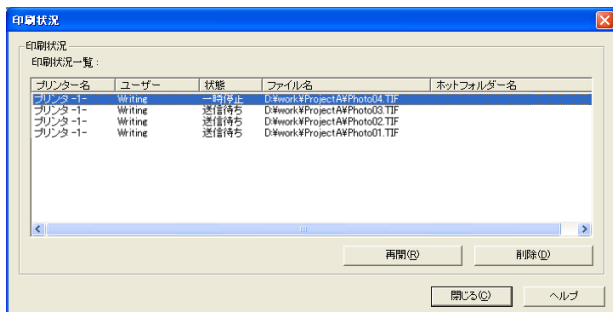 印刷状況
印刷状況
印刷状況一覧：
プリンター名 ユーザー 状態 ファイル名 ホットフォルダー名
プリンタ -1- Writing 一時停止 D:¥work¥ProjectA¥Photo04.TIF
プリンタ -1- Writing 送信待ち D:¥work¥ProjectA¥Photo03.TIF
プリンタ -1- Writing 送信待ち D:¥work¥ProjectA¥Photo02.TIF
プリンタ -1- Writing 送信待ち D:¥work¥ProjectA¥Photo01.TIF
再開(R) 削除(D)
閉じる(C) ヘルプ